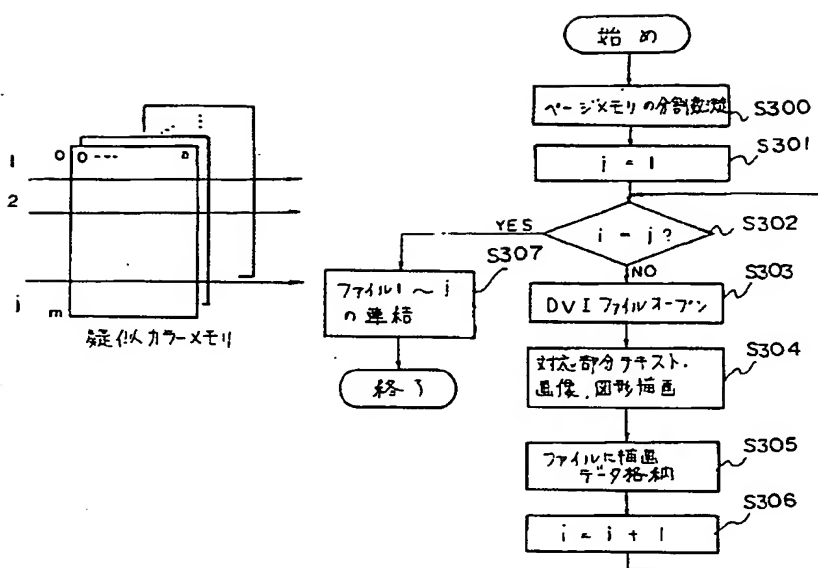 1
2
j
0
0 --- n
m
疑似カラーメモリ
始め
ページメモリの分割数決定
S300
i = 1
S301
i = j?
S302
YES
NO
S307
ファイル1〜j
の連結
終了
S303
DVIファイルオープン
S304
対応部分テキスト.
画像.図形描画
S305
ファイルに描画
データ格納
S306
i = i + 1